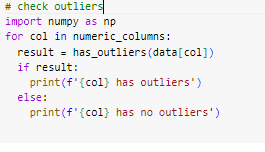 # check outliers
import numpy as np
for col in numeric_columns:
  result = has_outliers(data[col])
  if result:
    print(f'{col} has outliers')
  else:
    print(f'{col} has no outliers')